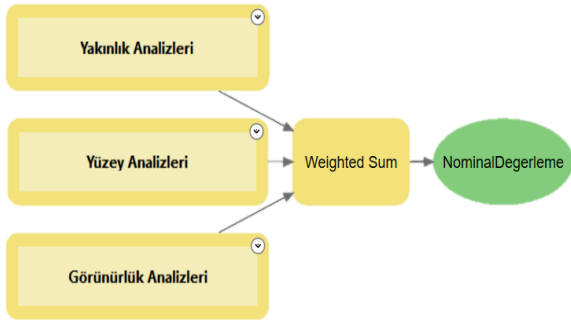 Yakınlık Analizleri
Yüzey Analizleri
Weighted Sum
NominalDegerleme
Görünürlük Analizleri